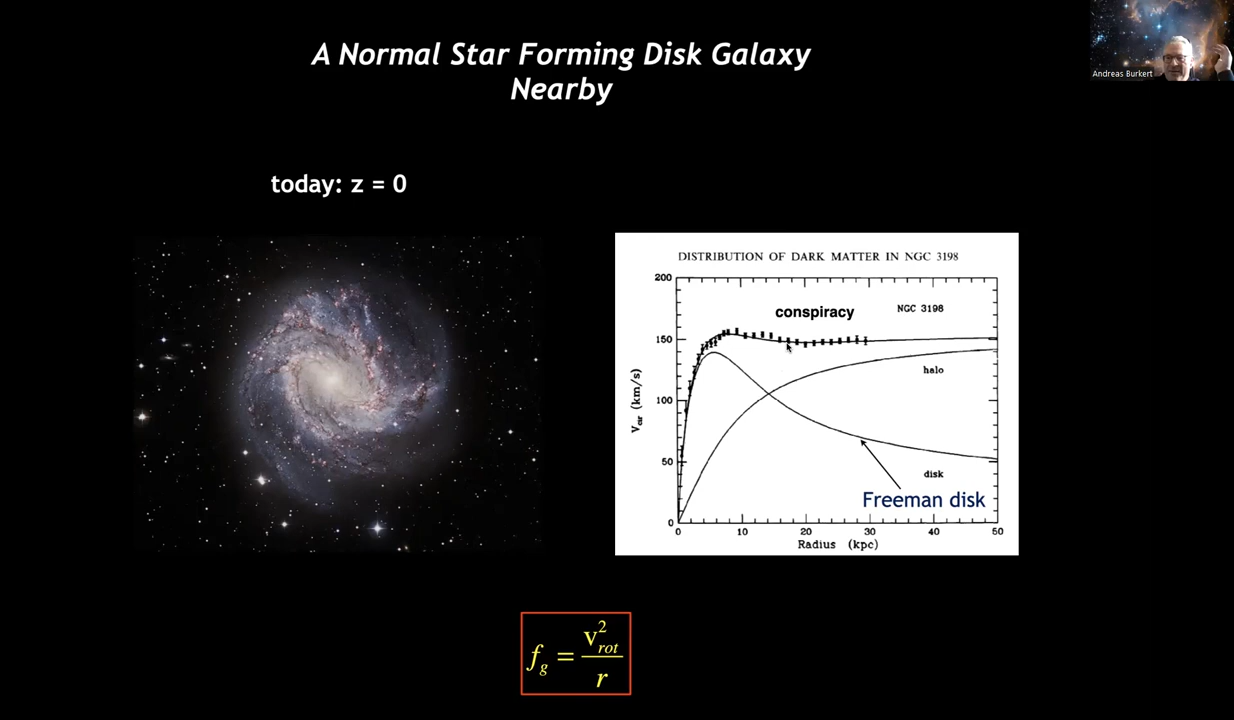 A Normal Star Forming Disk Galaxy
Nearby
Andreas Burkert
today: z = 0
DISTRIBUTION OF DARK MATTER IN NGC 3198
200
conspiracy
NGC 3198
150
halo
V_cir (km/s)
100
50
disk
Freeman disk
0
0 10 20 30 40 50
Radius (kpc)
f_g = v_rot^2 / r